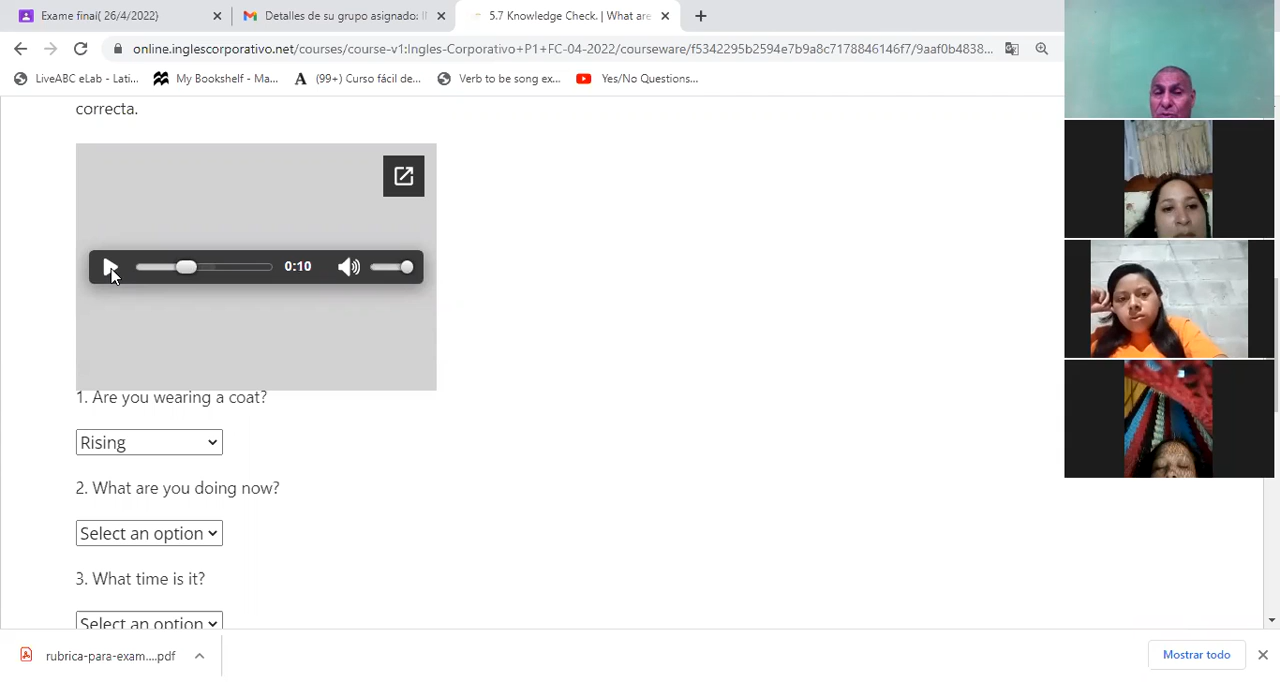 Exame final( 26/4/2022)
Detalles de su grupo asignado: II
5.7 Knowledge Check. | What are
online.inglescorporativo.net/courses/course-v1:Ingles-Corporativo+P1+FC-04-2022/courseware/f5342295b2594e7b9a8c7178846146f7/9aaf0b4838...
LiveABC eLab - Lati...
My Bookshelf - Ma...
(99+) Curso fácil de...
Verb to be song ex...
Yes/No Questions...
correcta.
0:10
1. Are you wearing a coat?
Rising
2. What are you doing now?
Select an option
3. What time is it?
Select an option
rubrica-para-exam....pdf
Mostrar todo